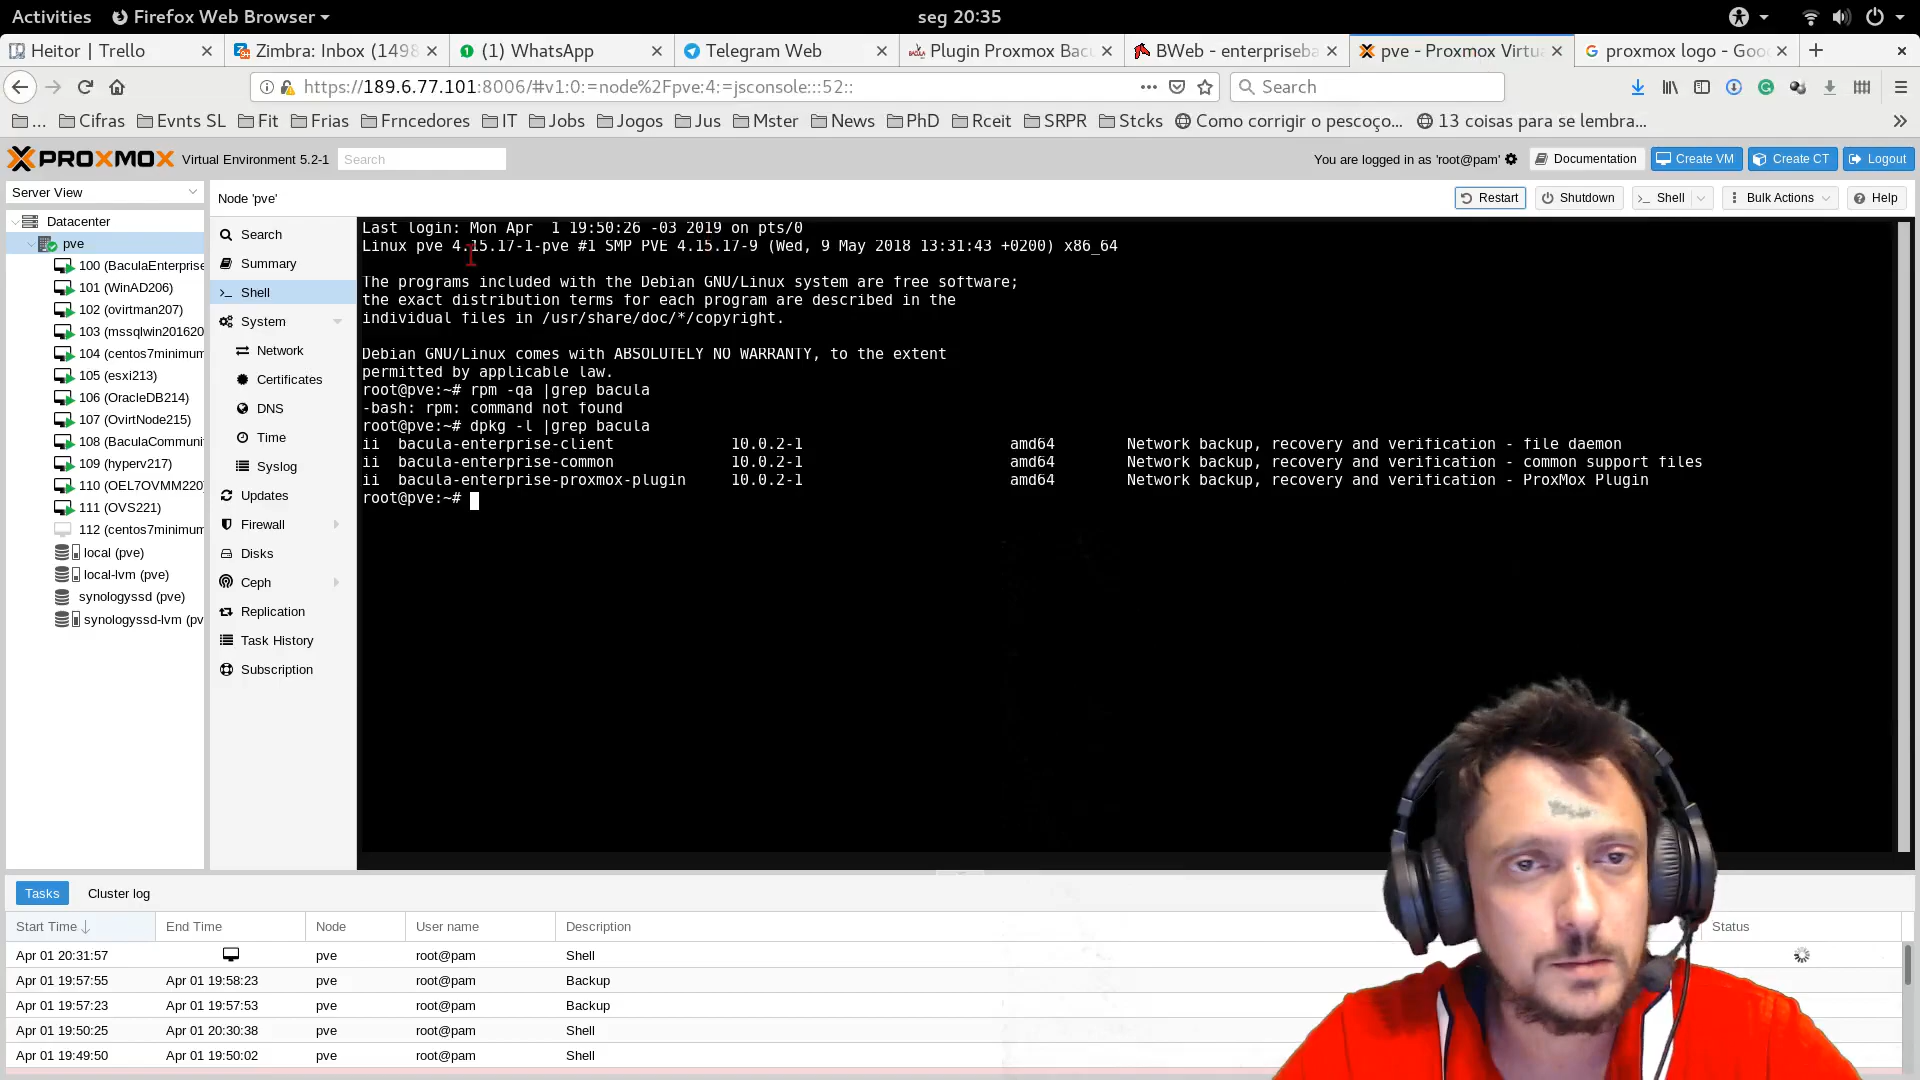 Activities Firefox Web Browser seg 20:35
Heitor | Trello Zimbra: Inbox (1498 (1) WhatsApp Telegram Web Plugin Proxmox Bac BWeb - enterpriseba pve - Proxmox Virtua proxmox logo - Goo
https://189.6.77.101:8006/#v1:0:=node%2Fpve:4:=jsconsole:::52:: Search
... Cifras Evnts SL Fit Frias Frncedores IT Jobs Jogos Jus Mster News PhD Rceit SRPR Stcks Como corrigir o pescoço... 13 coisas para se lembra...
PROXMOX Virtual Environment 5.2-1 Search You are logged in as 'root@pam' Documentation Create VM Create CT Logout
Server View Node 'pve' Restart Shutdown Shell Bulk Actions Help
Datacenter
pve
100 (BaculaEnterprise
101 (WinAD206)
102 (ovirtman207)
103 (mssqlwin201620
104 (centos7minimum
105 (esxi213)
106 (OracleDB214)
107 (OvirtNode215)
108 (BaculaCommuni
109 (hyperv217)
110 (OEL7OVMM220
111 (OVS221)
112 (centos7minimum
local (pve)
local-lvm (pve)
synologyssd (pve)
synologyssd-lvm (pv
Search
Summary
Shell
System
Network
Certificates
DNS
Time
Syslog
Updates
Firewall
Disks
Ceph
Replication
Task History
Subscription
Last login: Mon Apr  1 19:50:26 -03 2019 on pts/0
Linux pve 4.15.17-1-pve #1 SMP PVE 4.15.17-9 (Wed, 9 May 2018 13:31:43 +0200) x86_64
The programs included with the Debian GNU/Linux system are free software;
the exact distribution terms for each program are described in the
individual files in /usr/share/doc/*/copyright.
Debian GNU/Linux comes with ABSOLUTELY NO WARRANTY, to the extent
permitted by applicable law.
root@pve:~# rpm -qa |grep bacula
-bash: rpm: command not found
root@pve:~# dpkg -l |grep bacula
ii  bacula-enterprise-client  10.0.2-1  amd64  Network backup, recovery and verification - file daemon
ii  bacula-enterprise-common  10.0.2-1  amd64  Network backup, recovery and verification - common support files
ii  bacula-enterprise-proxmox-plugin  10.0.2-1  amd64  Network backup, recovery and verification - ProxMox Plugin
root@pve:~#
Tasks Cluster log
Start Time End Time Node User name Description Status
Apr 01 20:31:57 pve root@pam Shell
Apr 01 19:57:55 Apr 01 19:58:23 pve root@pam Backup
Apr 01 19:57:23 Apr 01 19:57:53 pve root@pam Backup
Apr 01 19:50:25 Apr 01 20:30:38 pve root@pam Shell
Apr 01 19:49:50 Apr 01 19:50:02 pve root@pam Shell